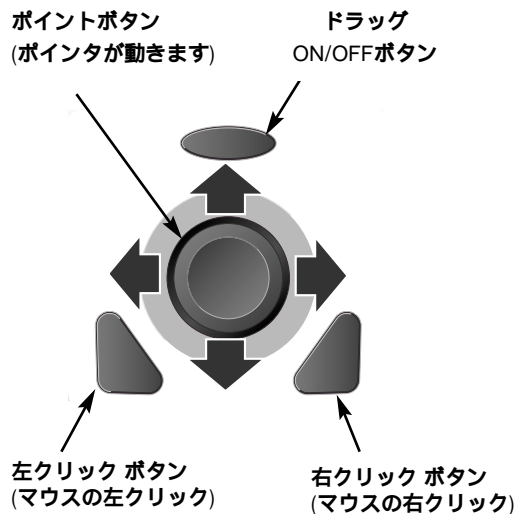 ポイントボタン
(ポインタが動きます)
ドラッグ
ON/OFFボタン
左クリック ボタン
(マウスの左クリック)
右クリック ボタン
(マウスの右クリック)